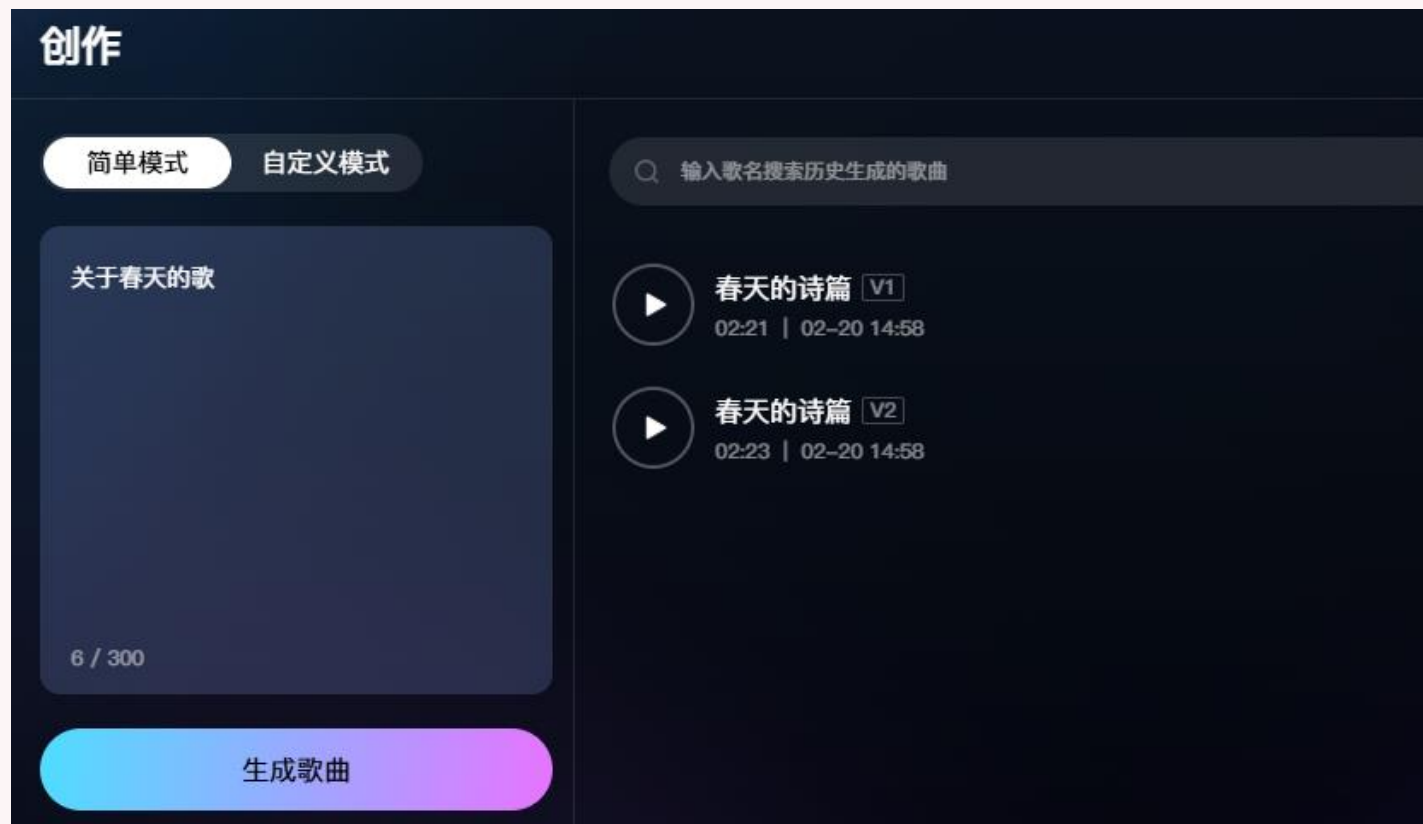 创作
简单模式 自定义模式
关于春天的歌
6 / 300
生成歌曲
输入歌名搜索历史生成的歌曲
春天的诗篇 V1
02:21 | 02-20 14:58
春天的诗篇 V2
02:23 | 02-20 14:58